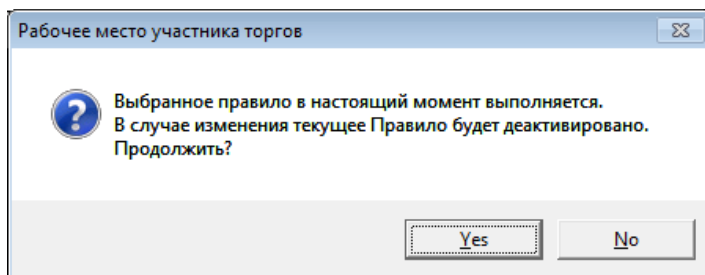 Рабочее место участника торгов
Выбранное правило в настоящий момент выполняется.
В случае изменения текущее Правило будет деактивировано.
Продолжить?
Yes
No